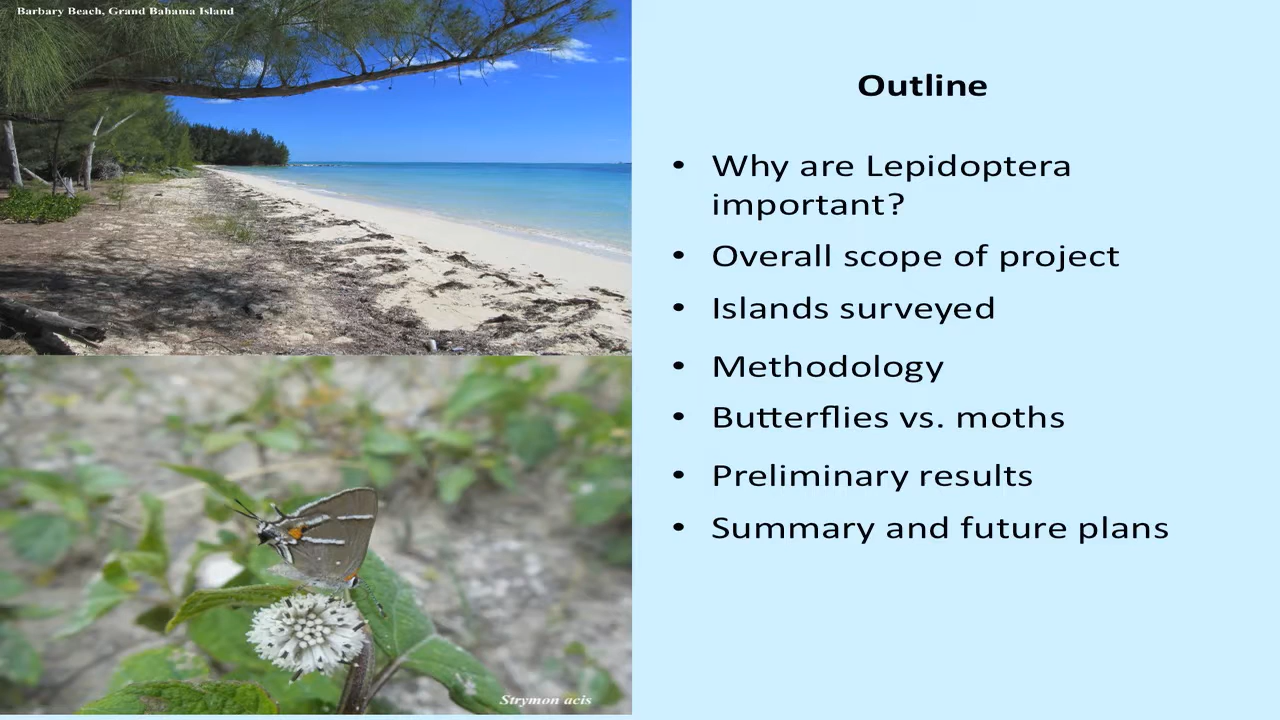 Barbary Beach, Grand Bahama Island
Outline
• Why are Lepidoptera
important?
• Overall scope of project
• Islands surveyed
• Methodology
• Butterflies vs. moths
• Preliminary results
• Summary and future plans
Strymon acis